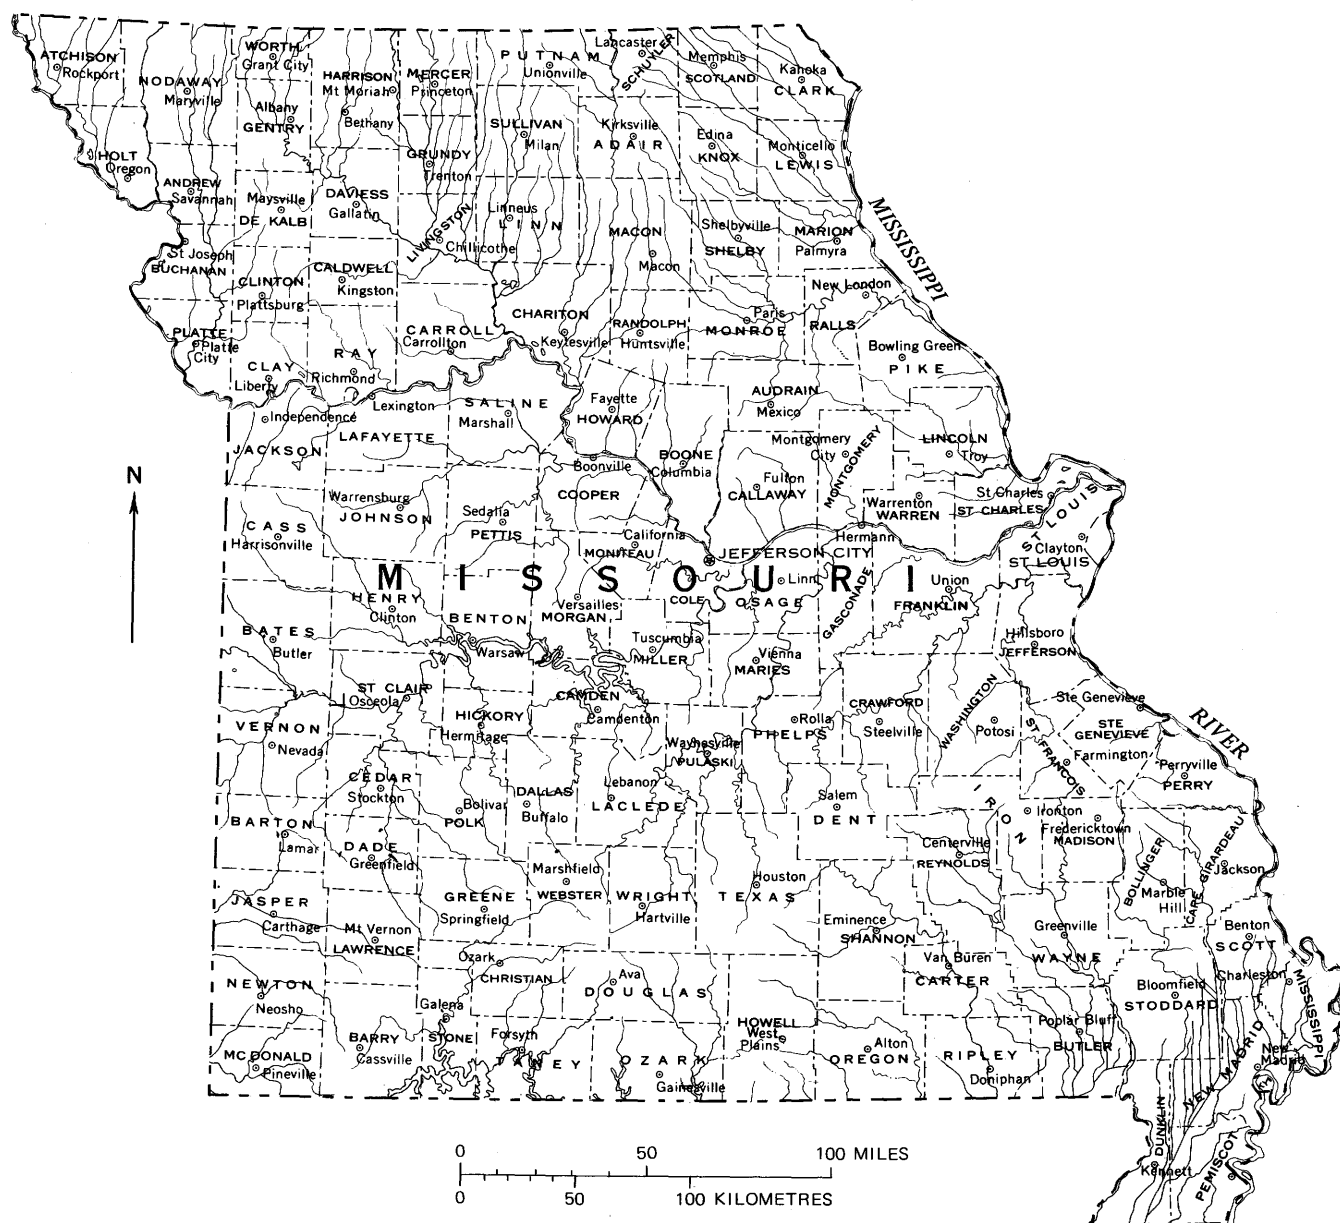 ATCHISON
Rockport
NODAWAY
Maryville
WORTH
Grant City
HARRISON
Mt Moriah
Bethany
MERCER
Princeton
PUTNAM
Unionville
Lancaster
SCHUYLER
Memphis
SCOTLAND
Kahoka
CLARK
Albany
GENTRY
SULLIVAN
Milan
Kirksville
ADAIR
Edina
KNOX
Monticello
LEWIS
HOLT
Oregon
GRUNDY
Trenton
ANDREW
Savannah
Maysville
DE KALB
DAVIESS
Gallatin
LIVINGSTON
Chillicothe
Linneus
LINN
MACON
Macon
Shelbyville
SHELBY
MARION
Palmyra
MISSISSIPPI
St Joseph
BUCHANAN
CLINTON
Plattsburg
CALDWELL
Kingston
New London
RALLS
PLATTE
Platte
City
CARROLL
Carrollton
CHARITON
Keytesville
RANDOLPH
Huntsville
Paris
MONROE
Bowling Green
PIKE
CLAY
Liberty
RAY
Richmond
Independence
Lexington
SALINE
Marshall
Fayette
HOWARD
AUDRAIN
Mexico
JACKSON
LAFAYETTE
Boonville
BOONE
Columbia
Montgomery
City
MONTGOMERY
LINCOLN
Troy
N
Warrensburg
JOHNSON
Sedalia
PETTIS
COOPER
Fulton
CALLAWAY
Warrenton
WARREN
St Charles
ST CHARLES
ST LOUIS
CASS
Harrisonville
California
MONITEAU
JEFFERSON CITY
Hermann
Clayton
ST LOUIS
MISSOURI
HENRY
Clinton
BENTON
Warsaw
Versailles
MORGAN
COLE
Linn
OSAGE
GASCONADE
Union
FRANKLIN
BATES
Butler
Tuscumbia
MILLER
Vienna
MARIES
Hillsboro
JEFFERSON
ST CLAIR
Osceola
HICKORY
Hermitage
CAMDEN
Camdenton
Rolla
PHELPS
CRAWFORD
Steelville
WASHINGTON
Potosi
Ste Genevieve
STE
GENEVIEVE
ST. FRANCOIS
Farmington
RIVER
VERNON
Nevada
Waynesville
PULASKI
Perryville
PERRY
CEDAR
Stockton
Bolivar
POLK
DALLAS
Buffalo
Lebanon
LACLEDE
Salem
DENT
IRON
Ironton
Fredericktown
MADISON
BARTON
Lamar
DADE
Greenfield
Centerville
REYNOLDS
BOLLINGER
Marble
Hill
CAPE GIRARDEAU
Jackson
JASPER
Carthage
GREENE
Springfield
Marshfield
WEBSTER
WRIGHT
Hartville
Houston
TEXAS
Eminence
SHANNON
Greenville
WAYNE
Benton
SCOTT
Mt Vernon
LAWRENCE
Ozark
CHRISTIAN
Ava
DOUGLAS
Van Buren
CARTER
Bloomfield
STODDARD
Charleston
MISSISSIPPI
NEWTON
Neosho
Galena
STONE
Forsyth
TANEY
OZARK
Gainesville
HOWELL
West
Plains
Alton
OREGON
RIPLEY
Doniphan
Poplar Bluff
BUTLER
NEW MADRID
New
Madrid
MC DONALD
Pineville
BARRY
Cassville
DUNKLIN
Kennett
PEMISCOT
0 50 100 MILES
0 50 100 KILOMETRES